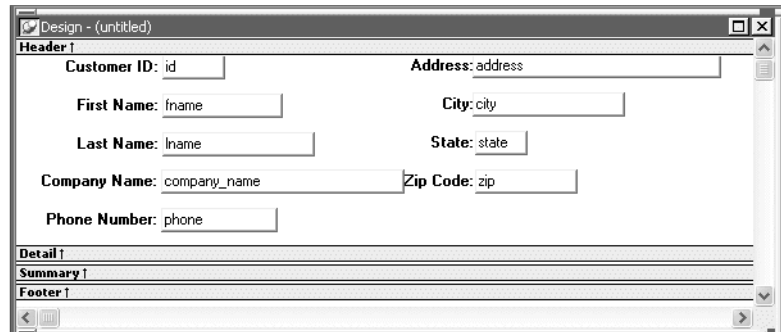 Design - (untitled)
Header ↑
Customer ID: id Address: address
First Name: fname City: city
Last Name: lname State: state
Company Name: company_name Zip Code: zip
Phone Number: phone
Detail ↑
Summary ↑
Footer ↑